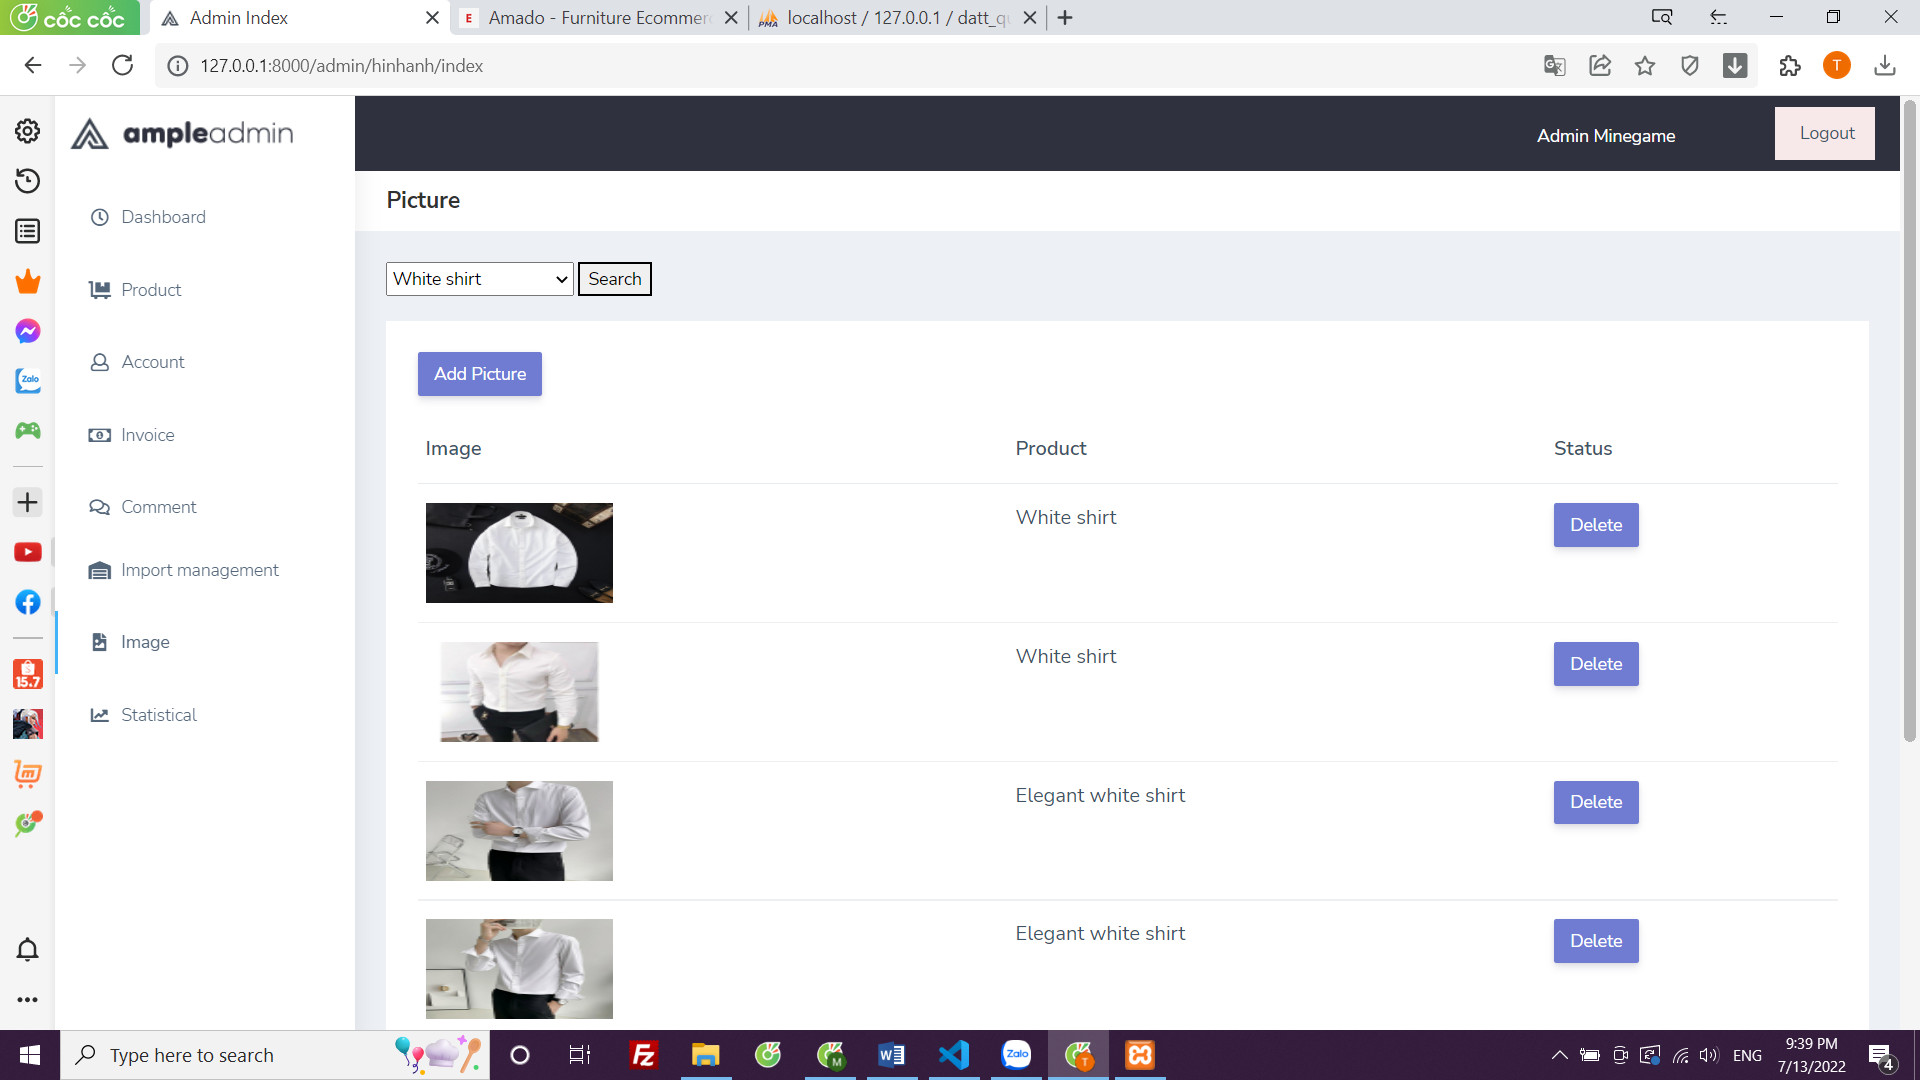 cốc cốc
Admin Index
Amado - Furniture Ecommer
localhost / 127.0.0.1 / datt_q
127.0.0.1:8000/admin/hinhanh/index
T
ampleadmin
Admin Minegame
Logout
Picture
Dashboard
Product
Account
Invoice
Comment
Import management
Image
Statistical
Zalo
15.7
White shirt
Search
Add Picture
Image
Product
Status
White shirt
Delete
White shirt
Delete
Elegant white shirt
Delete
Elegant white shirt
Delete
Type here to search
Zalo
ENG
9:39 PM
7/13/2022
4